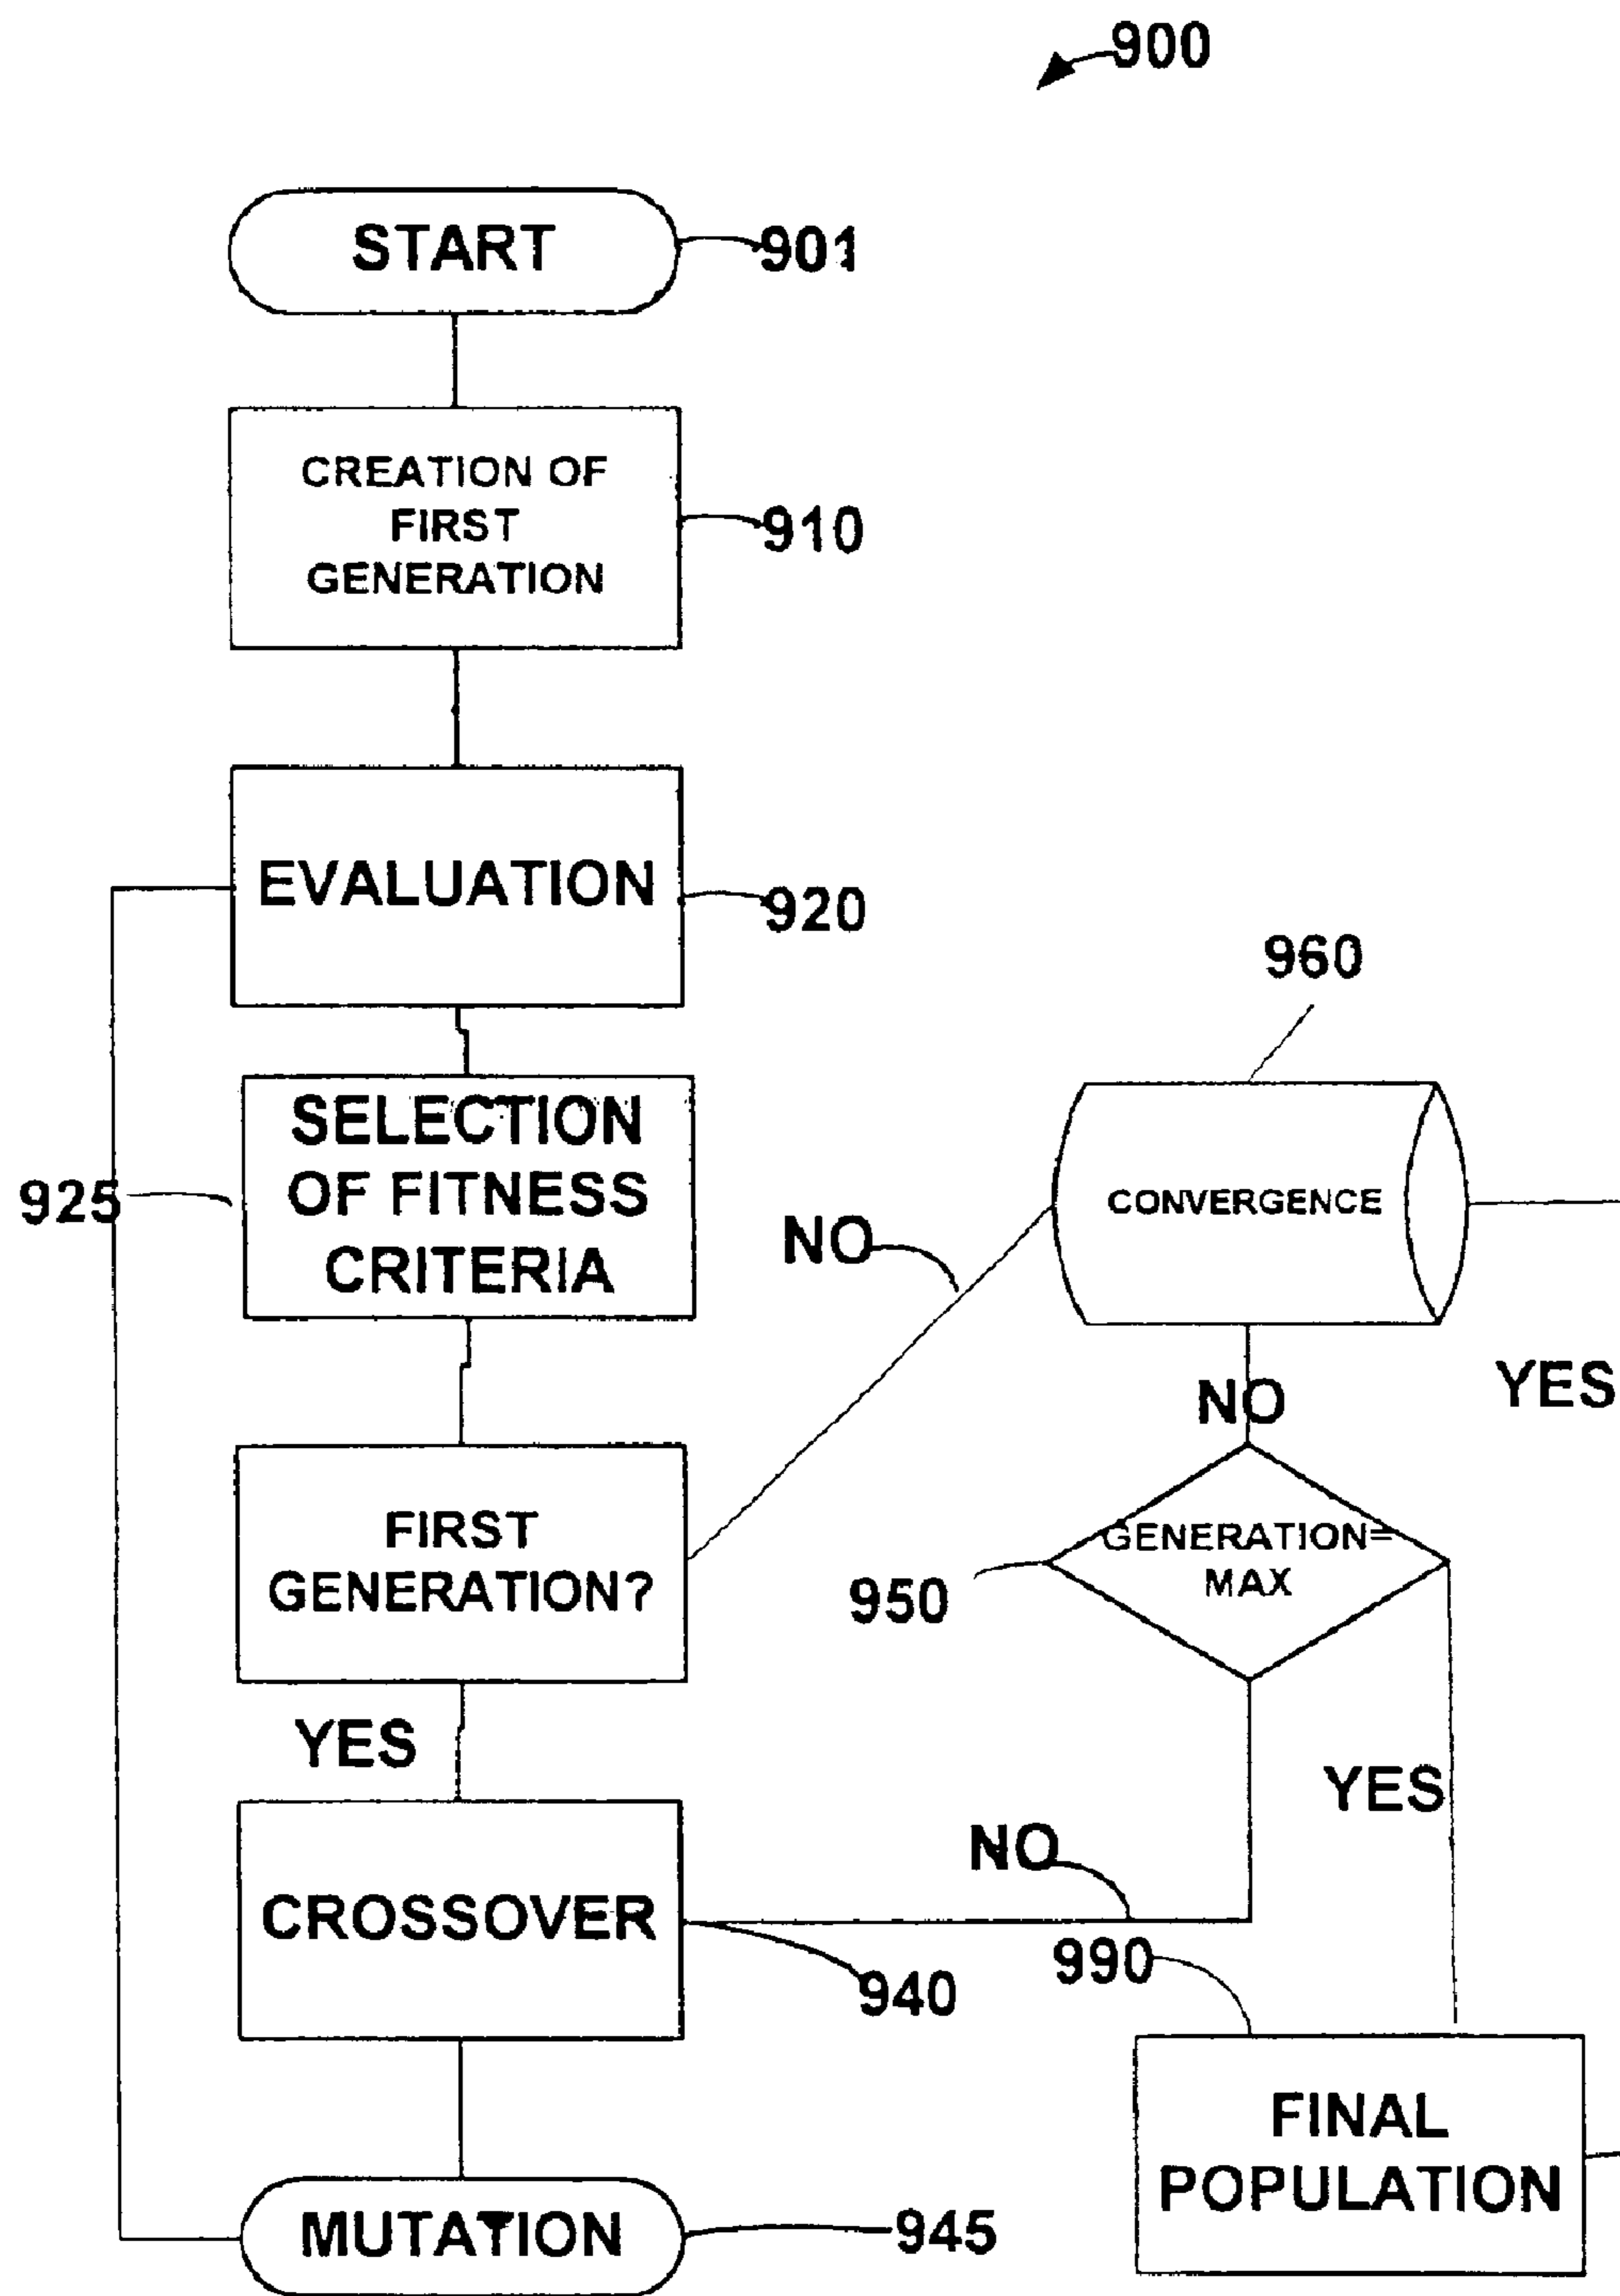 900
START
901
CREATION OF
FIRST
GENERATION
910
EVALUATION
920
SELECTION
OF FITNESS
CRITERIA
925
960
CONVERGENCE
NO
NO
YES
FIRST
GENERATION?
GENERATION=
MAX
950
YES
YES
CROSSOVER
NO
940
990
FINAL
POPULATION
MUTATION
945